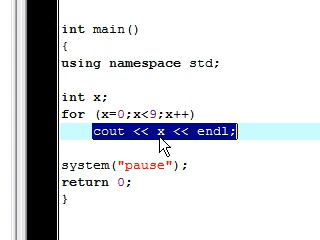 int main()
{
using namespace std;
int x;
for (x=0;x<9;x++)
cout << x << endl;
system("pause");
return 0;
}